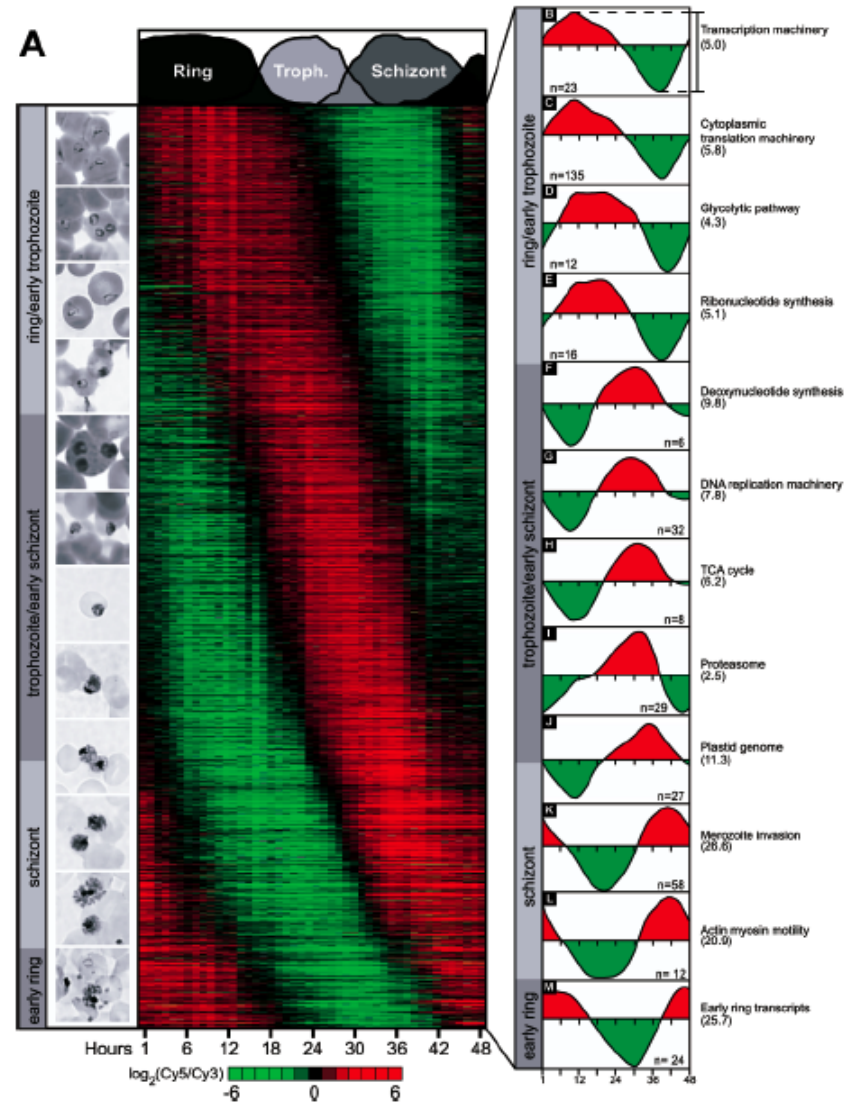 A
Ring
Troph.
Schizont
ring/early trophozoite
trophozoite/early schizont
schizont
early ring
Hours 1 6 12 18 24 30 36 42 48
log2(Cy5/Cy3)
-6 0 6
ring/early trophozoite
trophozoite/early schizont
schizont
early ring
B
n=23
Transcription machinery
(5.0)
C
n=135
Cytoplasmic
translation machinery
(5.8)
D
n=12
Glycolytic pathway
(4.3)
E
n=16
Ribonucleotide synthesis
(5.1)
F
n=6
Deoxynucleotide synthesis
(9.8)
G
n=32
DNA replication machinery
(7.8)
H
n=8
TCA cycle
(6.2)
I
n=29
Proteasome
(2.5)
J
n=27
Plastid genome
(11.3)
K
n=58
Merozoite invasion
(26.6)
L
n= 12
Actin myosin motility
(20.9)
M
n= 24
Early ring transcripts
(25.7)
1 12 24 36 48